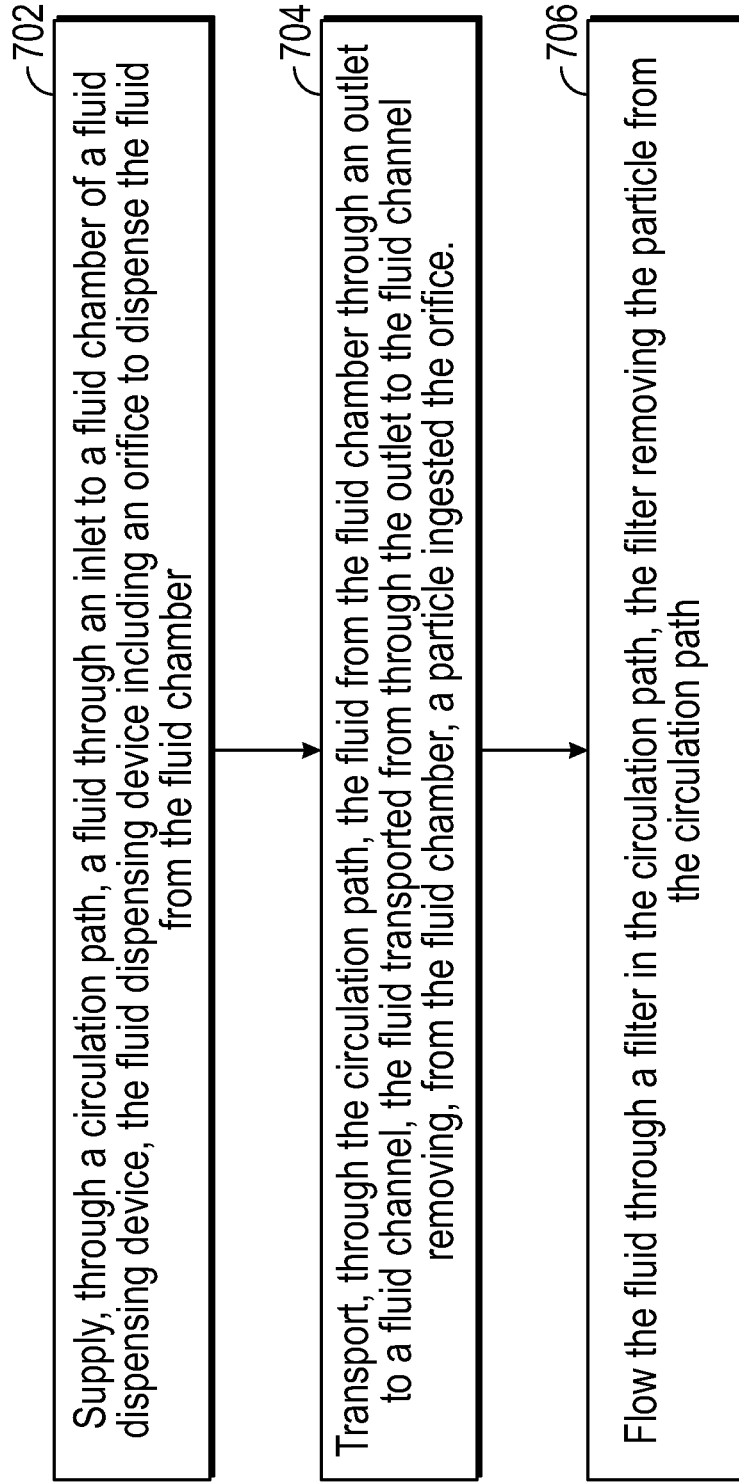 702
Supply, through a circulation path, a fluid through an inlet to a fluid chamber of a fluid
dispensing device, the fluid dispensing device including an orifice to dispense the fluid
from the fluid chamber
704
Transport, through the circulation path, the fluid from the fluid chamber through an outlet
to a fluid channel, the fluid transported from through the outlet to the fluid channel
removing, from the fluid chamber, a particle ingested the orifice.
706
Flow the fluid through a filter in the circulation path, the filter removing the particle from
the circulation path